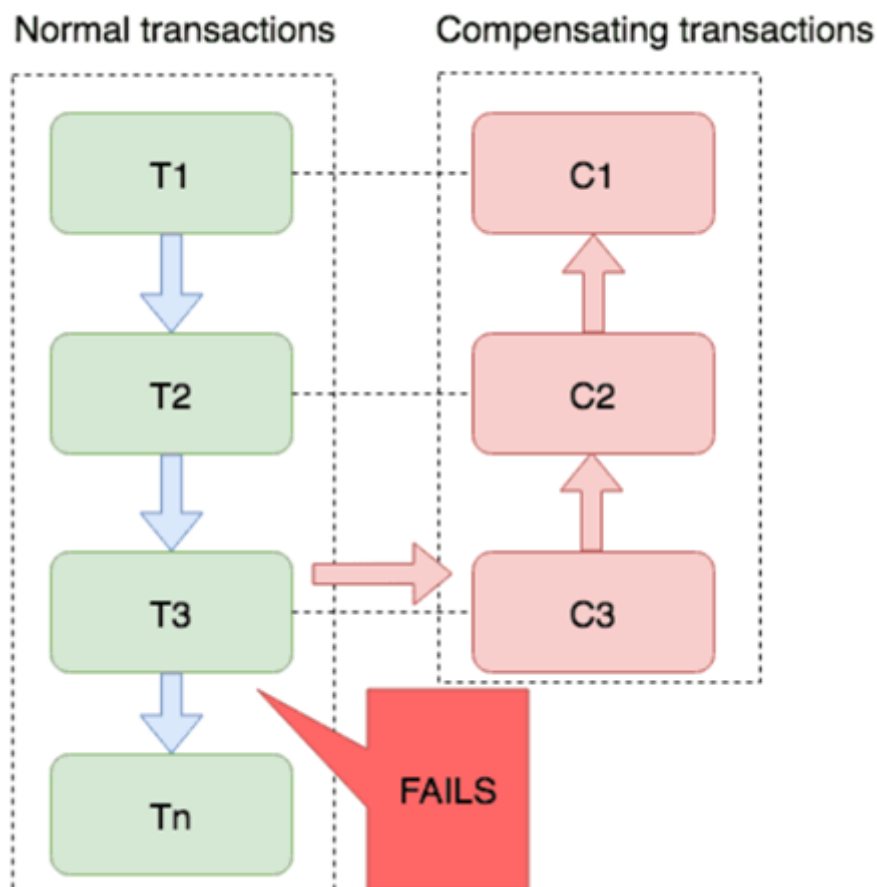 Normal transactions
Compensating transactions
T1
C1
T2
C2
T3
C3
FAILS
Tn